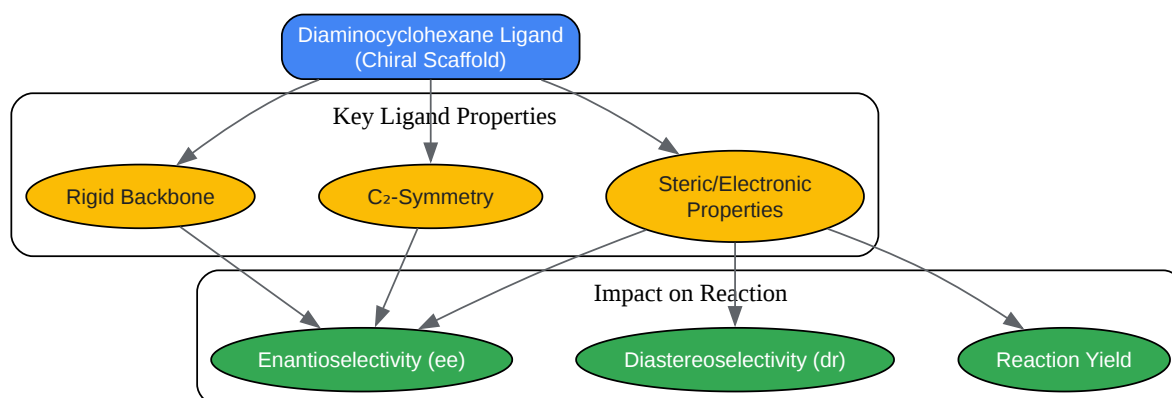 Diaminocyclohexane Ligand
(Chiral Scaffold)
Key Ligand Properties
Rigid Backbone
C₂-Symmetry
Steric/Electronic
Properties
Impact on Reaction
Enantioselectivity (ee)
Diastereoselectivity (dr)
Reaction Yield